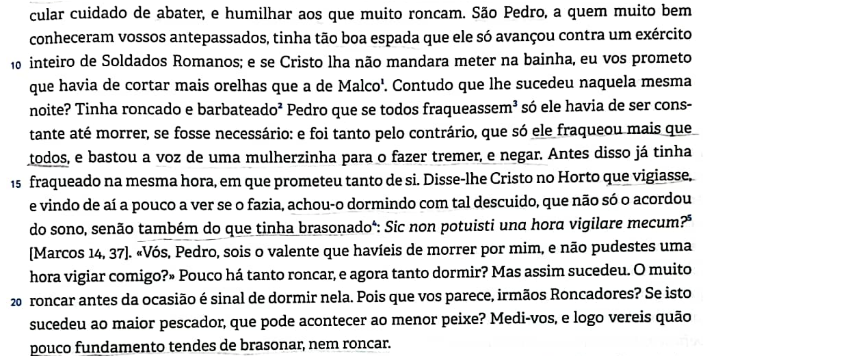 cular cuidado de abater, e humilhar aos que muito roncam. São Pedro, a quem muito bem
conheceram vossos antepassados, tinha tão boa espada que ele só avançou contra um exército
10 inteiro de Soldados Romanos; e se Cristo lha não mandara meter na bainha, eu vos prometo
que havia de cortar mais orelhas que a de Malco¹. Contudo que lhe sucedeu naquela mesma
noite? Tinha roncado e barbateado² Pedro que se todos fraqueassem³ só ele havia de ser cons-
tante até morrer, se fosse necessário: e foi tanto pelo contrário, que só ele fraqueou mais que
todos, e bastou a voz de uma mulherzinha para o fazer tremer, e negar. Antes disso já tinha
15 fraqueado na mesma hora, em que prometeu tanto de si. Disse-lhe Cristo no Horto que vigiasse,
e vindo de aí a pouco a ver se o fazia, achou-o dormindo com tal descuido, que não só o acordou
do sono, senão também do que tinha brasonado⁴: Sic non potuisti una hora vigilare mecum?⁵
[Marcos 14, 37]. «Vós, Pedro, sois o valente que havíeis de morrer por mim, e não pudestes uma
hora vigiar comigo?» Pouco há tanto roncar, e agora tanto dormir? Mas assim sucedeu. O muito
20 roncar antes da ocasião é sinal de dormir nela. Pois que vos parece, irmãos Roncadores? Se isto
sucedeu ao maior pescador, que pode acontecer ao menor peixe? Medi-vos, e logo vereis quão
pouco fundamento tendes de brasonar, nem roncar.